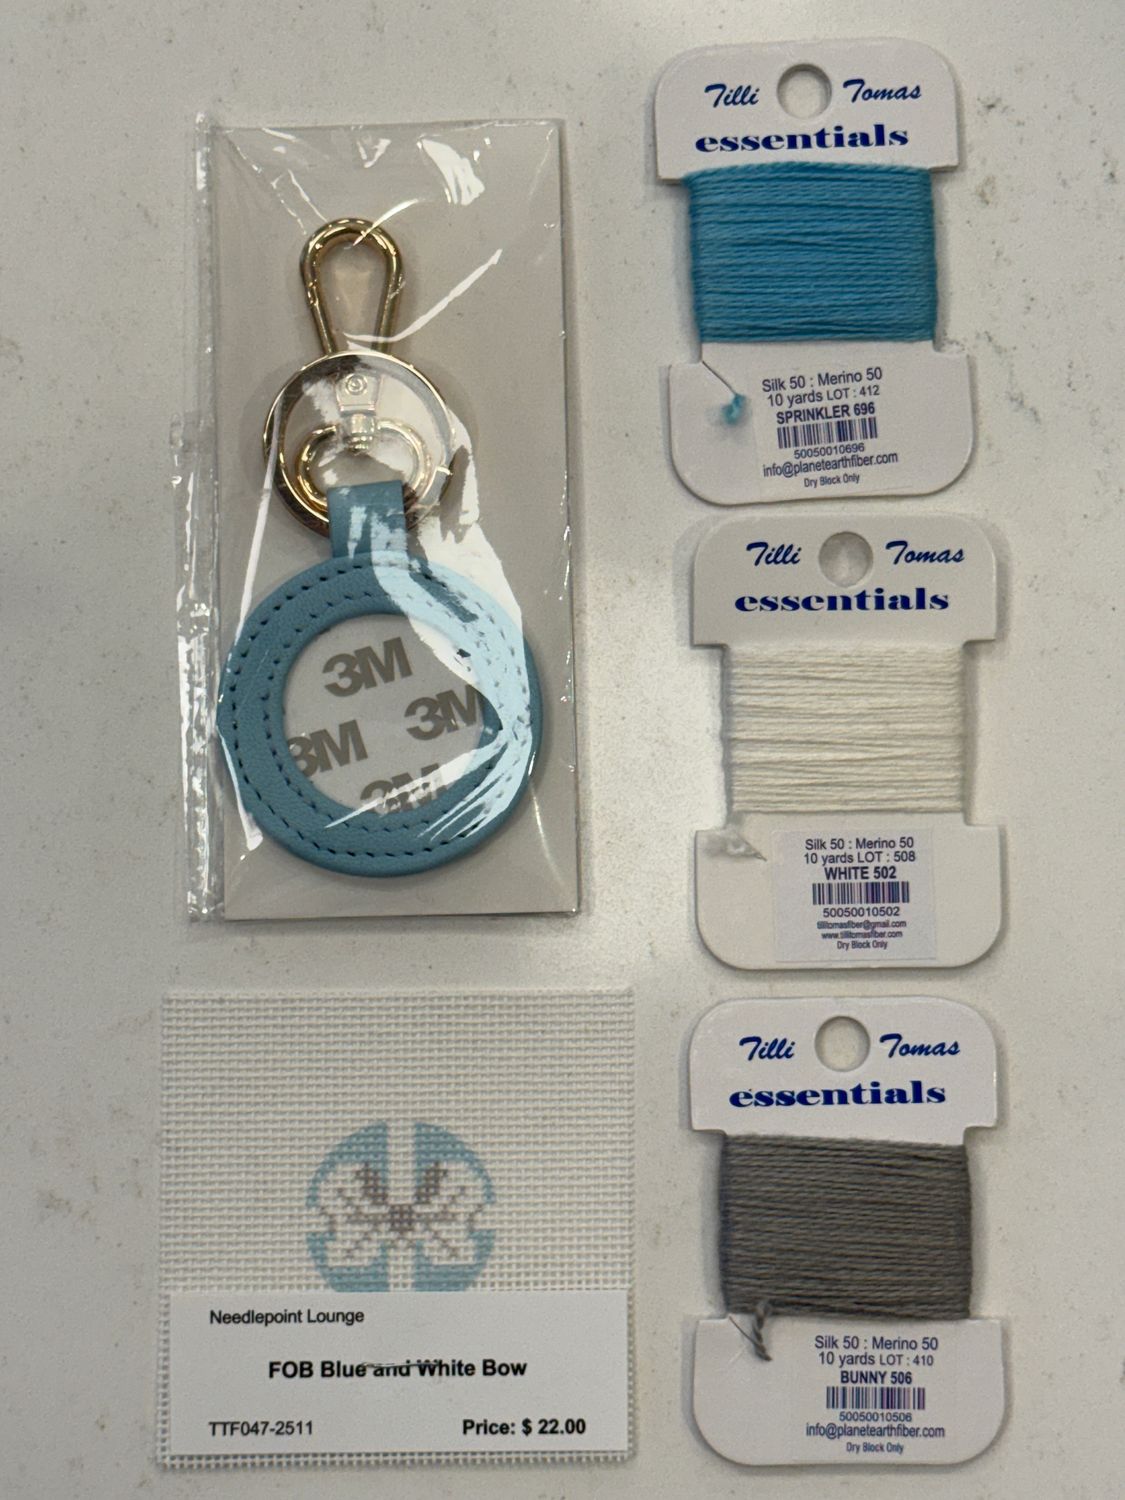 Tilli Tomas
essentials
Silk 50 : Merino 50
10 yards LOT : 412
SPRINKLER 696
50050010696
info@planetearthfiber.com
Dry Block Only
3M
3M
3M
3M
Tilli Tomas
essentials
Silk 50 : Merino 50
10 yards LOT : 508
WHITE 502
50050010502
tillitomasfiber@gmail.com
www.tillitomasfiber.com
Dry Block Only
Needlepoint Lounge
FOB Blue and White Bow
TTF047-2511 Price: $ 22.00
Tilli Tomas
essentials
Silk 50 : Merino 50
10 yards LOT : 410
BUNNY 506
50050010506
info@planetearthfiber.com
Dry Block Only